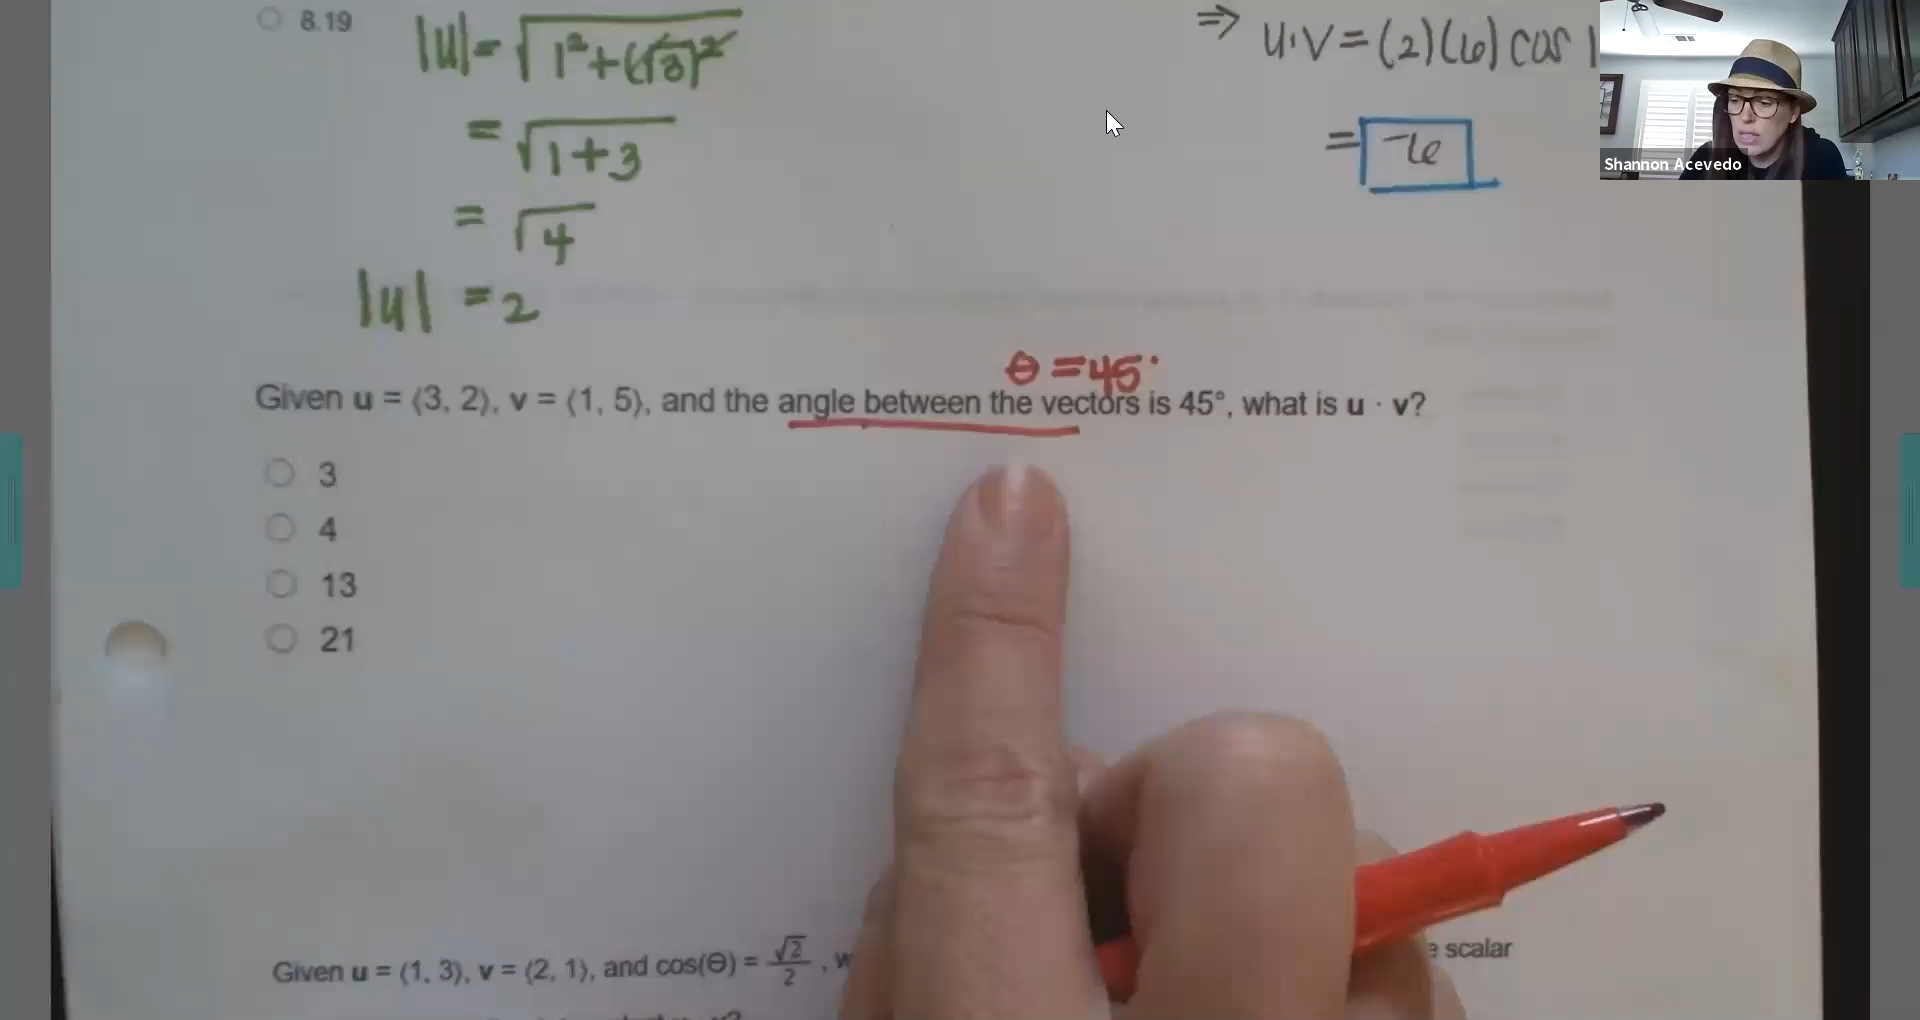 8.19
|u| = √1² + (√3)²
= √1+3
= √4
|u| = 2
⇒ u·v = (2)(6) cos 1
= -6
Shannon Acevedo
θ = 45°
Given u = ⟨3, 2⟩, v = ⟨1, 5⟩, and the angle between the vectors is 45°, what is u · v?
3
4
13
21
Given u = ⟨1, 3⟩, v = ⟨2, 1⟩, and cos(Θ) = √2/2 , w
scalar